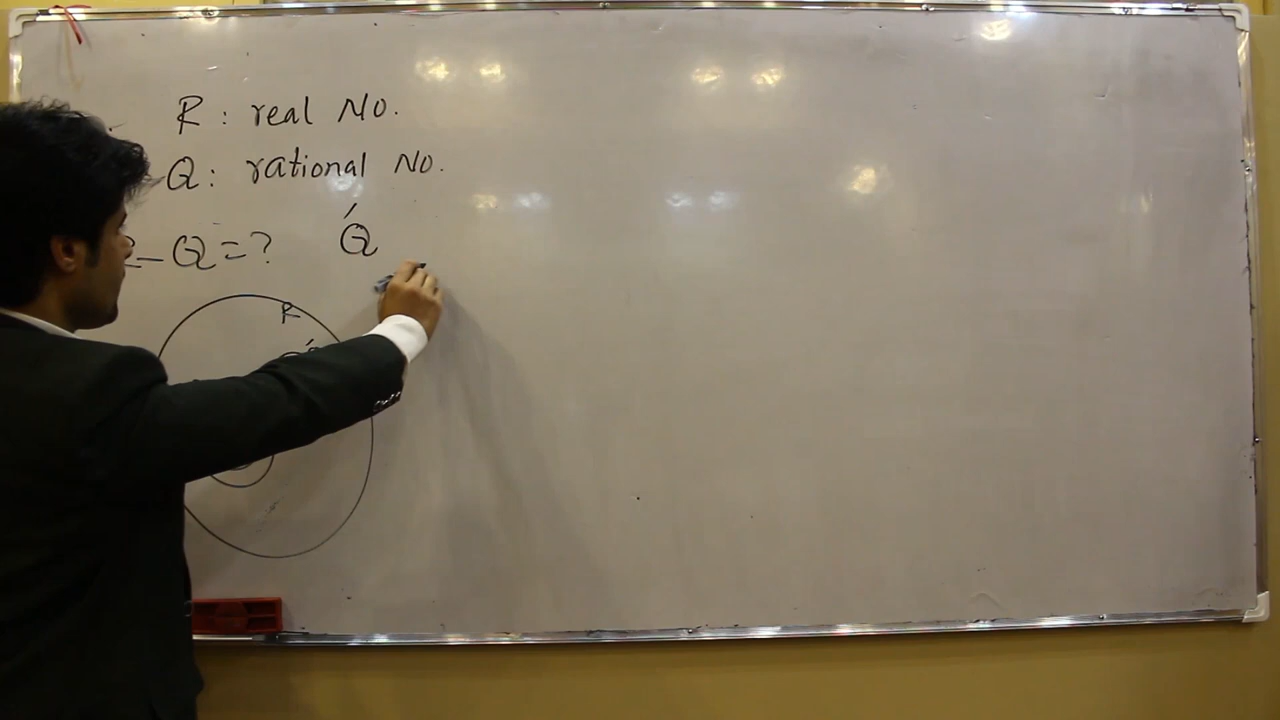 R : real No.
Q : rational No.
R – Q = ? Q́
R